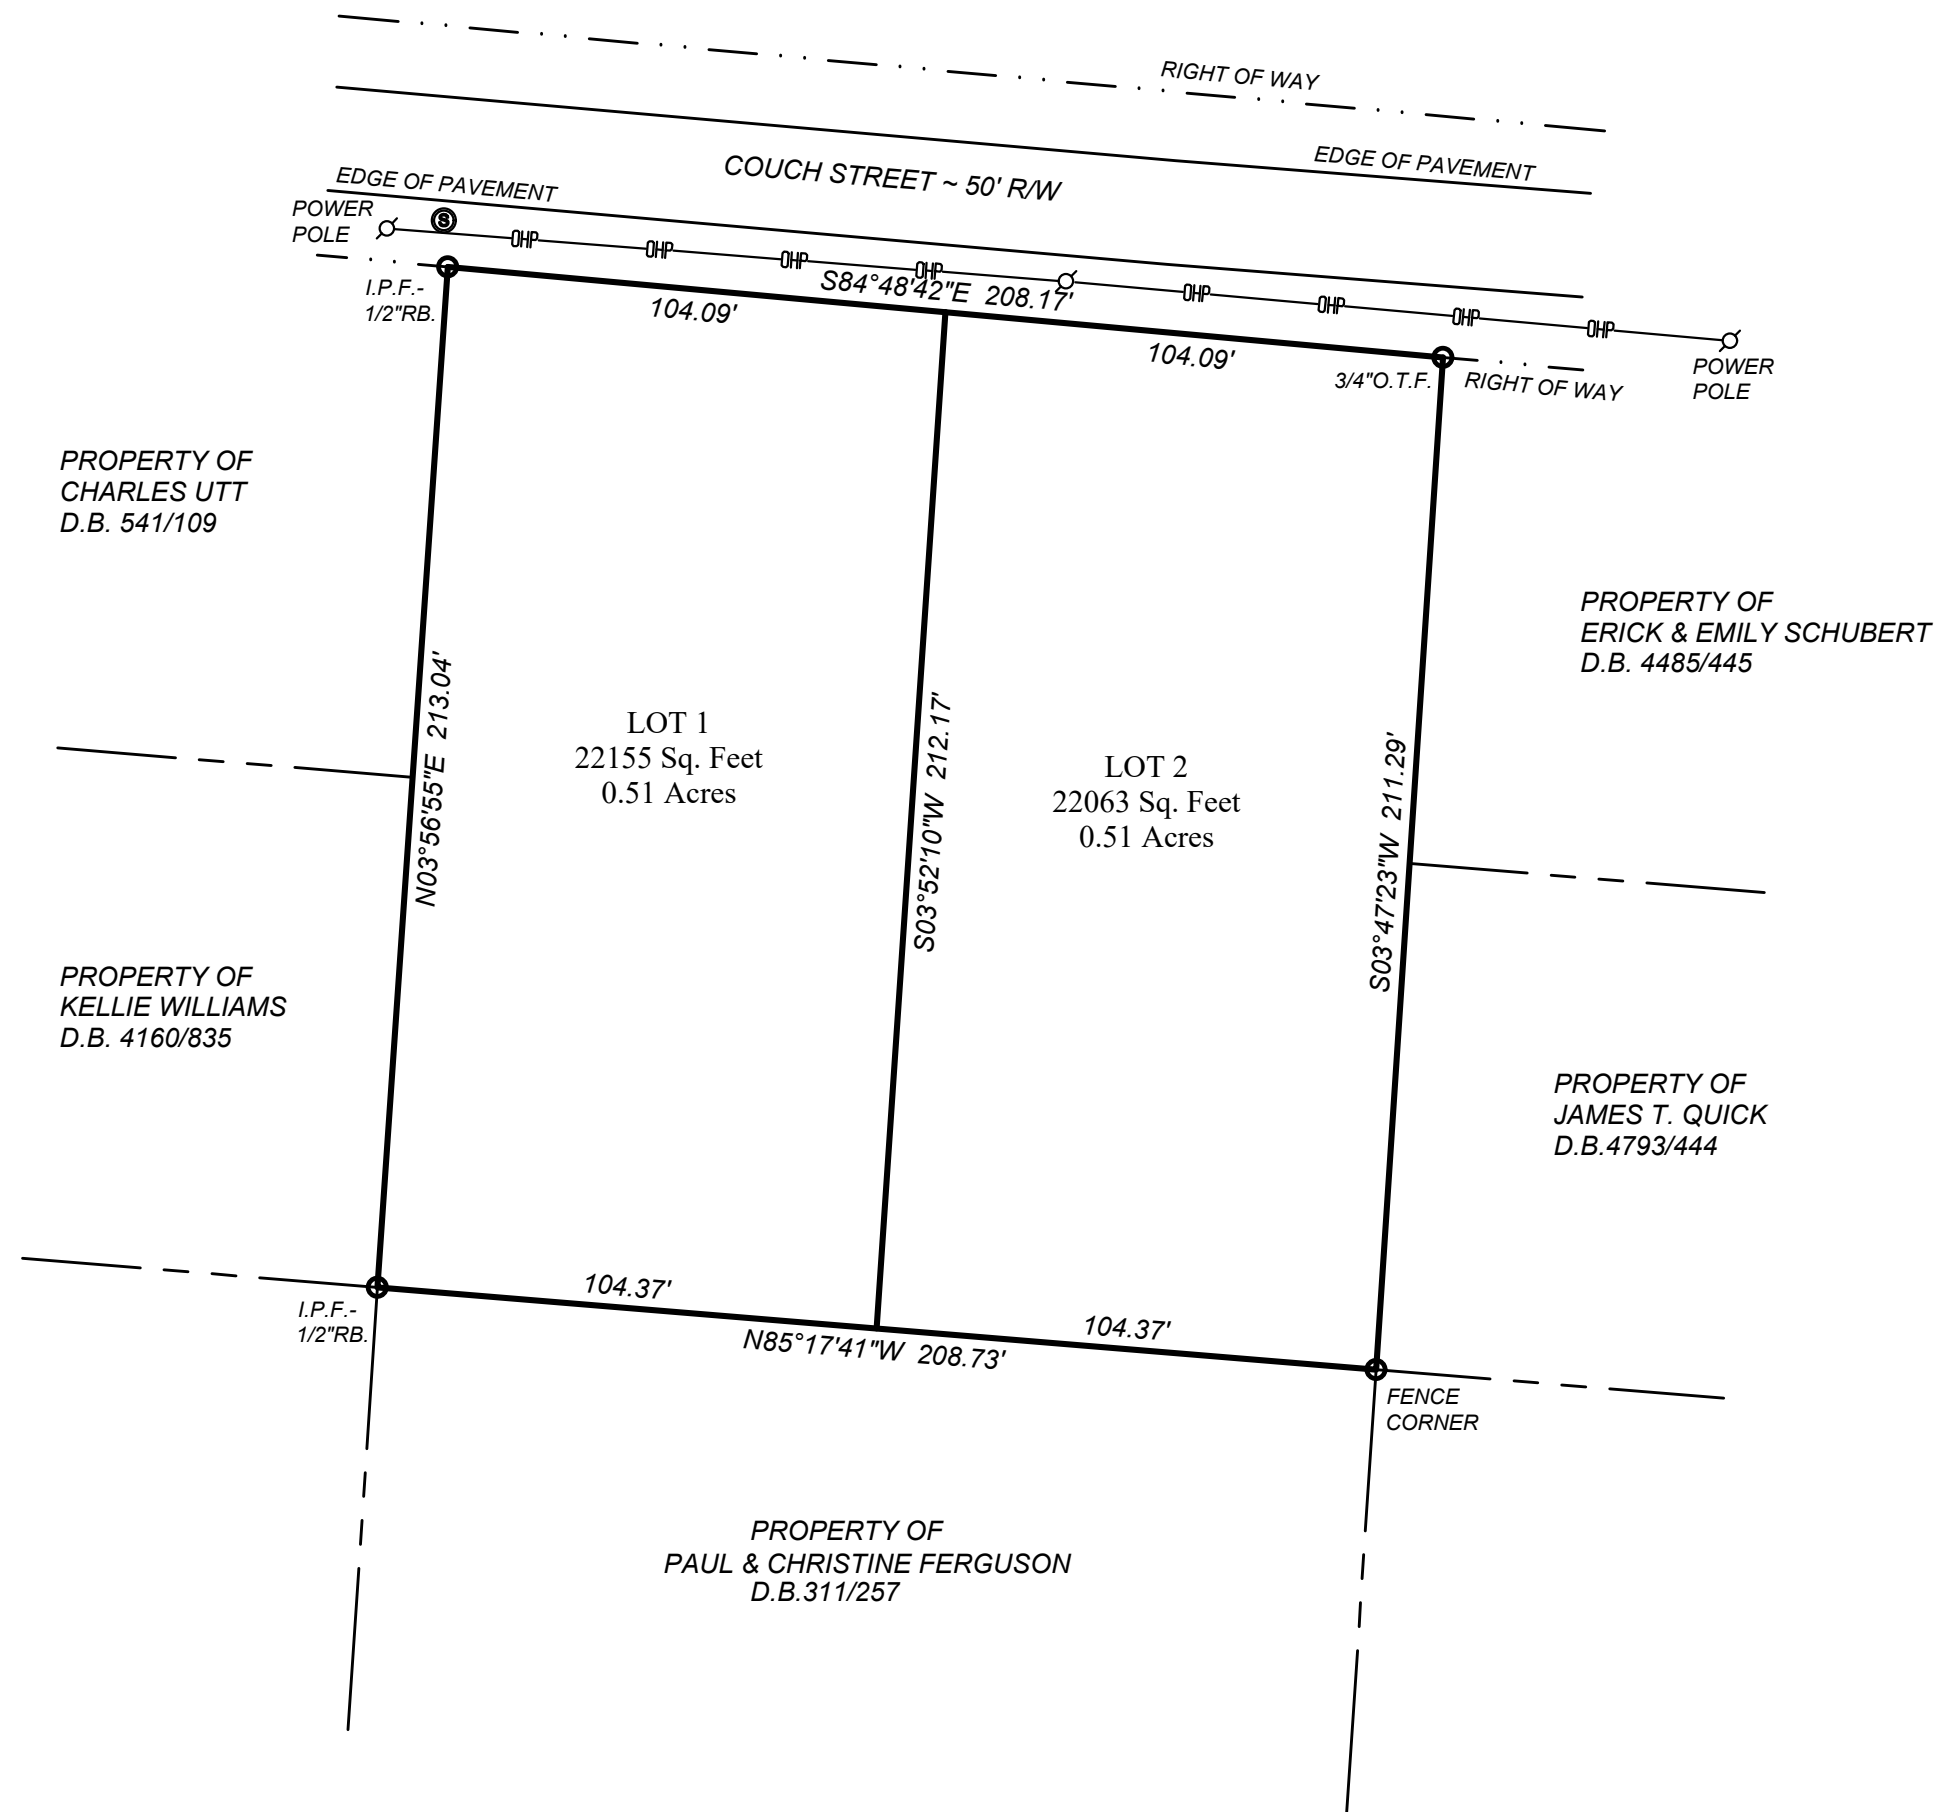 RIGHT OF WAY
EDGE OF PAVEMENT
COUCH STREET ~ 50' R/W
EDGE OF PAVEMENT
POWER
POLE
S
OHP
OHP
OHP
OHP
OHP
OHP
OHP
OHP
S84°48'42"E 208.17'
I.P.F.-
1/2"RB.
104.09'
104.09'
3/4"O.T.F.
RIGHT OF WAY
POWER
POLE
PROPERTY OF
CHARLES UTT
D.B. 541/109
PROPERTY OF
ERICK & EMILY SCHUBERT
D.B. 4485/445
N03°56'55"E 213.04'
LOT 1
22155 Sq. Feet
0.51 Acres
S03°52'10"W 212.17'
LOT 2
22063 Sq. Feet
0.51 Acres
S03°47'23"W 211.29'
PROPERTY OF
KELLIE WILLIAMS
D.B. 4160/835
PROPERTY OF
JAMES T. QUICK
D.B.4793/444
I.P.F.-
1/2"RB.
104.37'
104.37'
N85°17'41"W 208.73'
FENCE
CORNER
PROPERTY OF
PAUL & CHRISTINE FERGUSON
D.B.311/257